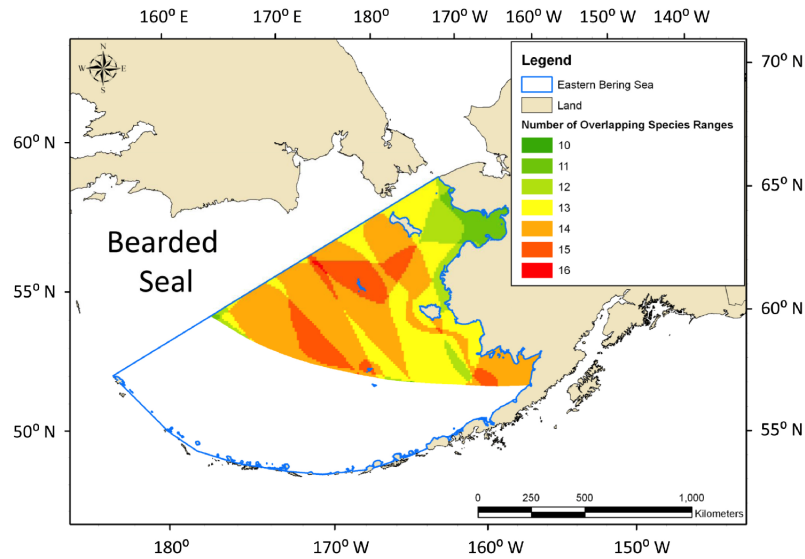 160° E 170° E 180° 170° W 160° W 150° W 140° W
N
W E
S
70° N
Legend
Eastern Bering Sea
Land
Number of Overlapping Species Ranges
10
11
12
13
14
15
16
60° N
65° N
Bearded
Seal
55° N
60° N
50° N
55° N
0 250 500 1,000
Kilometers
180° 170° W 160° W 150° W